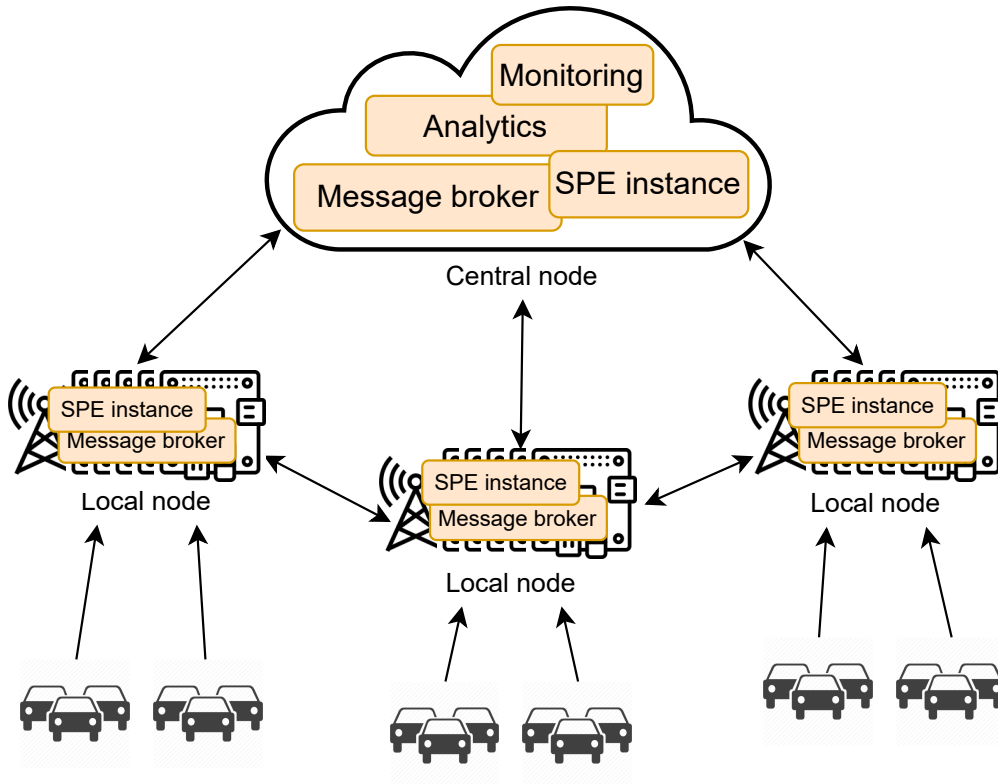 Monitoring
Analytics
Message broker
SPE instance
Central node
SPE instance
Message broker
Local node
SPE instance
Message broker
Local node
SPE instance
Message broker
Local node